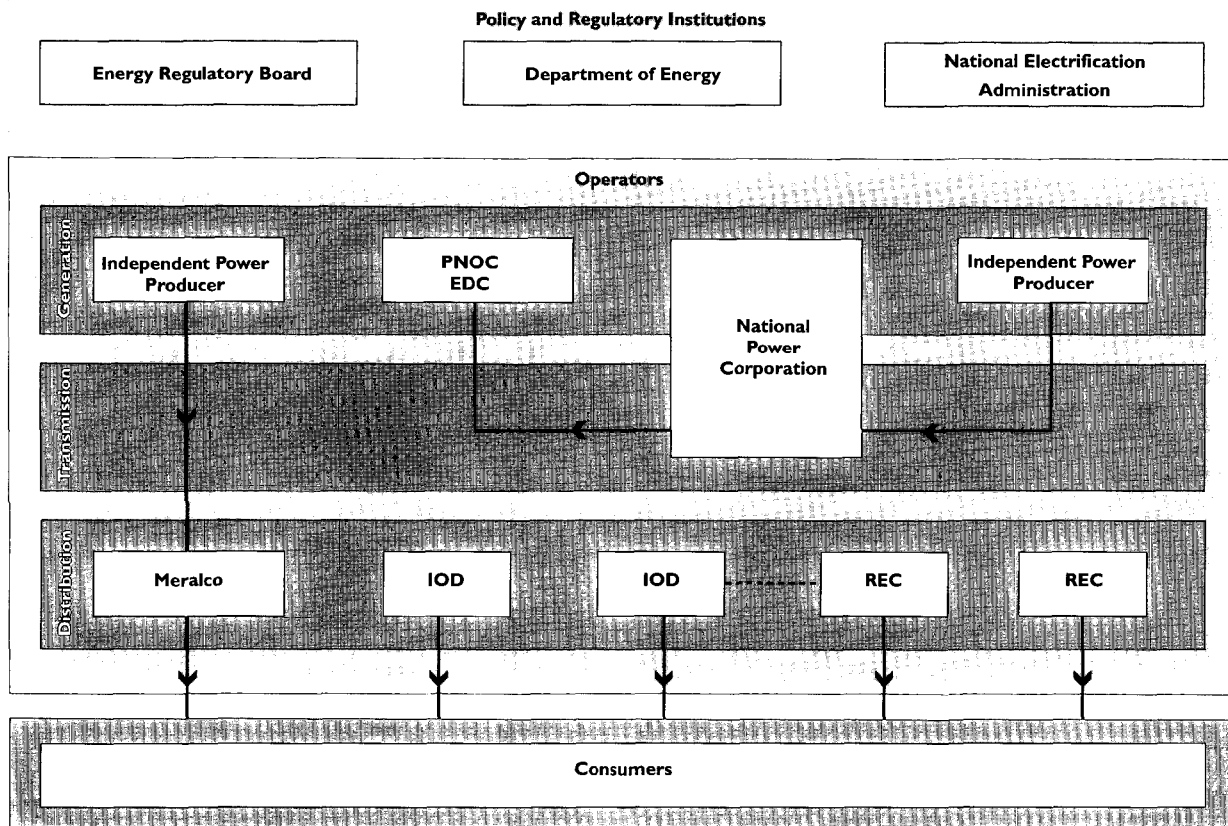 Policy and Regulatory Institutions
Energy Regulatory Board
Department of Energy
National Electrification
Administration
Operators
Generation
Independent Power
Producer
PNOC
EDC
National
Power
Corporation
Independent Power
Producer
Transmission
Distribution
Meralco
IOD
IOD
REC
REC
Consumers